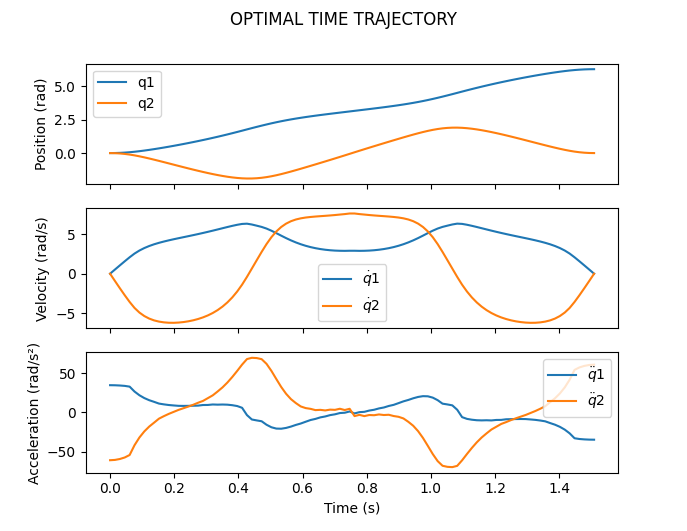 OPTIMAL TIME TRAJECTORY
Position (rad)
5.0
2.5
0.0
q1
q2
Velocity (rad/s)
5
0
−5
q̇1
q̇2
Acceleration (rad/s²)
50
0
−50
q̈1
q̈2
0.0 0.2 0.4 0.6 0.8 1.0 1.2 1.4
Time (s)